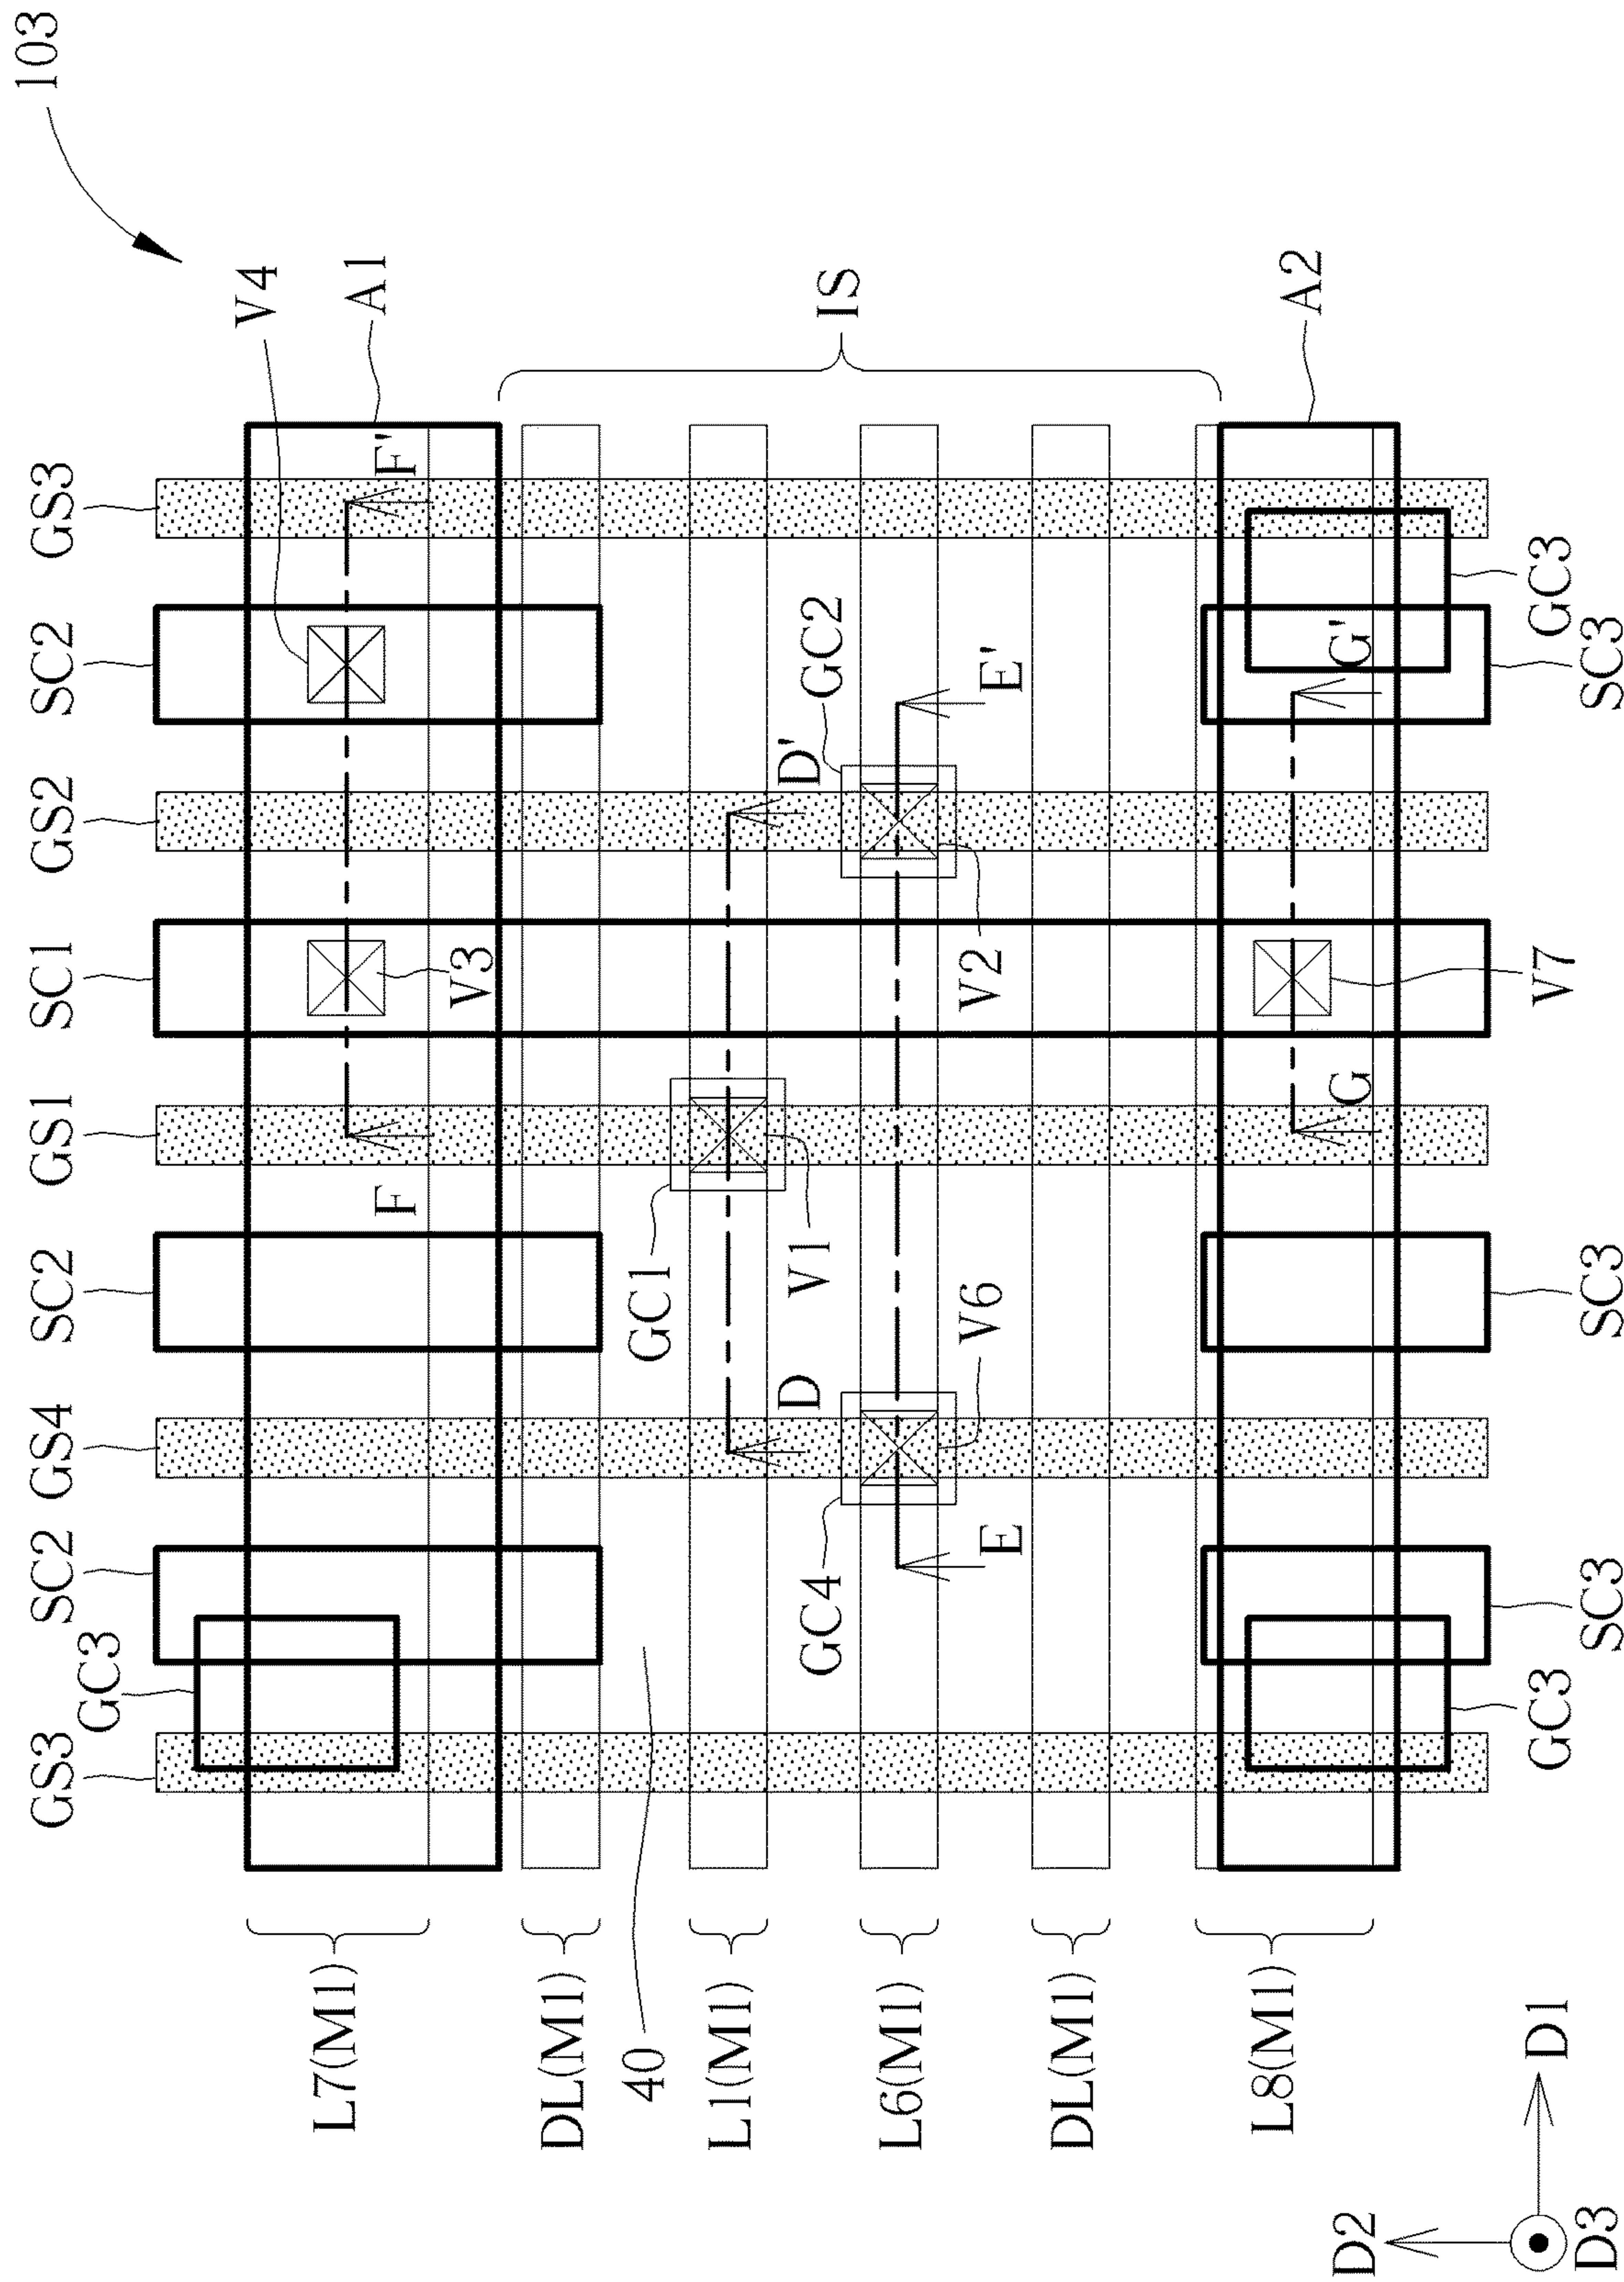 GS3 SC2 GS4 SC2 GS1 SC1 GS2 SC2 GS3 103
GC3
V4
L7(M1) A1
F F'
V3
DL(M1)
40 GC1
L1(M1)
D V1 D'
GC4 GC2 IS
L6(M1)
V6 V2
E E'
DL(M1)
L8(M1) A2
D2 G G'
D1 GC3 V7 GC3
D3 SC3 SC3 SC3